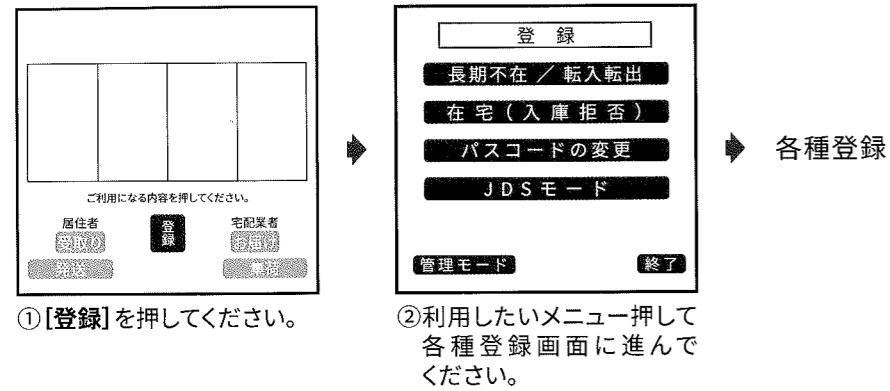 ご利用になる内容を押してください。
居住者
登録
宅配業者
受取り
お届け
発送
集荷
①[登録]を押してください。
登 録
長期不在 ／ 転入転出
在 宅 （ 入 庫 拒 否 ）
パスコードの変更
J D S モ ー ド
管理モード
終了
②利用したいメニュー押して
各種登録画面に進んで
ください。
各種登録